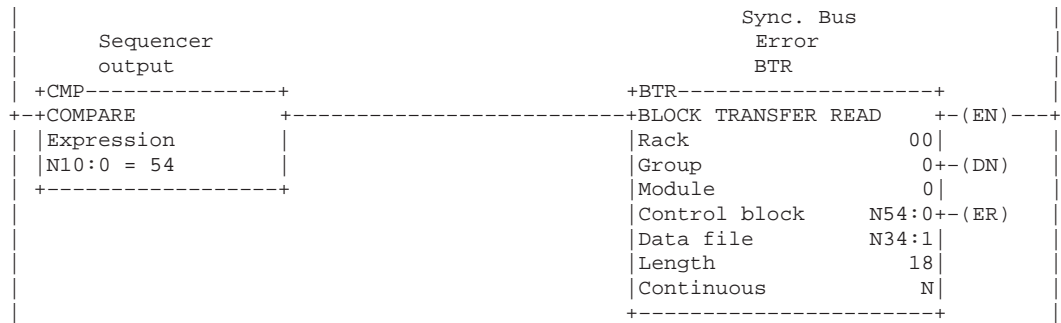 Sync. Bus
Sequencer Error
output BTR
+CMP---------------+ +BTR--------------------+
+-+COMPARE +--------------------------+BLOCK TRANSFER READ +-(EN)---+
|Expression |Rack 00|
|N10:0 = 54 |Group 0+-(DN)
+------------------+ |Module 0|
|Control block N54:0+-(ER)
|Data file N34:1|
|Length 18|
|Continuous N|
+------------------------+